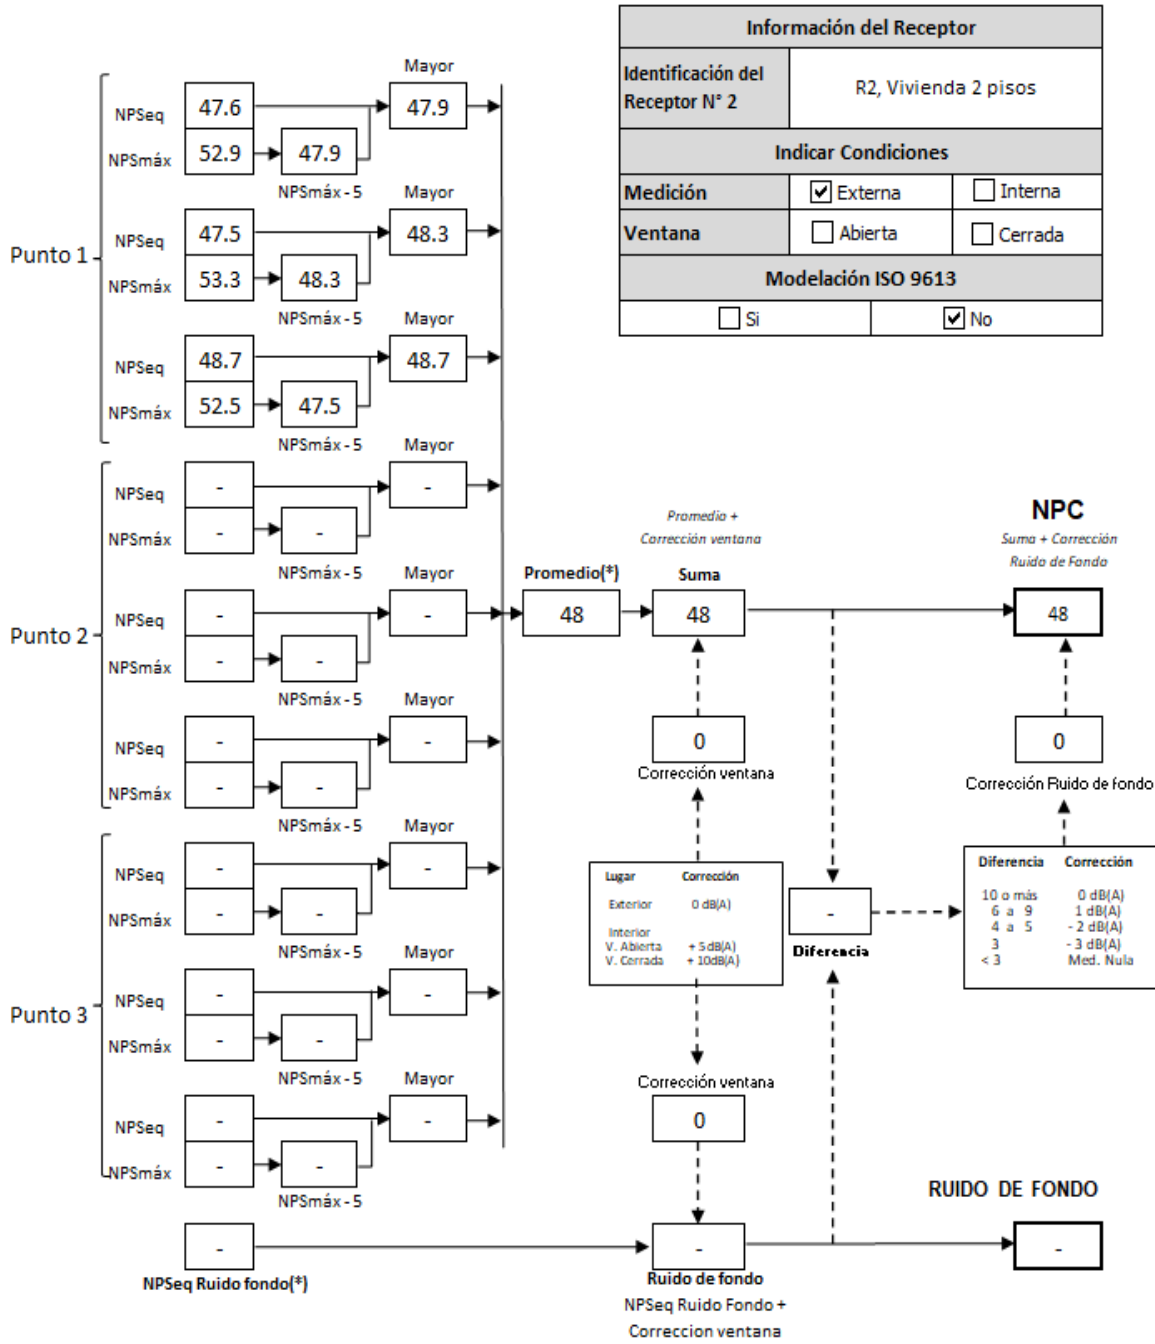 Información del Receptor
Identificación del
Receptor N° 2
R2, Vivienda 2 pisos
Indicar Condiciones
Medición
Externa
Interna
Ventana
Abierta
Cerrada
Modelación ISO 9613
Si
No
Punto 1
Mayor
NPSeq
47.6
47.9
NPSmáx
52.9
47.9
NPSmáx - 5
Mayor
NPSeq
47.5
48.3
NPSmáx
53.3
48.3
NPSmáx - 5
Mayor
NPSeq
48.7
48.7
NPSmáx
52.5
47.5
NPSmáx - 5
Punto 2
Mayor
NPSeq
-
-
NPSmáx
-
-
NPSmáx - 5
Mayor
NPSeq
-
-
NPSmáx
-
-
NPSmáx - 5
Mayor
NPSeq
-
-
NPSmáx
-
-
NPSmáx - 5
Punto 3
Mayor
NPSeq
-
-
NPSmáx
-
-
NPSmáx - 5
Mayor
NPSeq
-
-
NPSmáx
-
-
NPSmáx - 5
Mayor
NPSeq
-
-
NPSmáx
-
-
NPSmáx - 5
-
NPSeq Ruido fondo(*)
Promedio(*)
48
Promedio +
Corrección ventana
Suma
48
0
Corrección ventana
Lugar Corrección
Exterior 0 dB(A)
Interior
V. Abierta + 5dB(A)
V. Cerrada + 10dB(A)
Corrección ventana
0
-
Ruido de fondo
NPSeq Ruido Fondo +
Correccion ventana
-
Diferencia
NPC
Suma + Corrección
Ruido de Fondo
48
0
Corrección Ruido de fondo
Diferencia Corrección
10 o más 0 dB(A)
6 a 9 1 dB(A)
4 a 5 - 2 dB(A)
3 - 3 dB(A)
< 3 Med. Nula
RUIDO DE FONDO
-